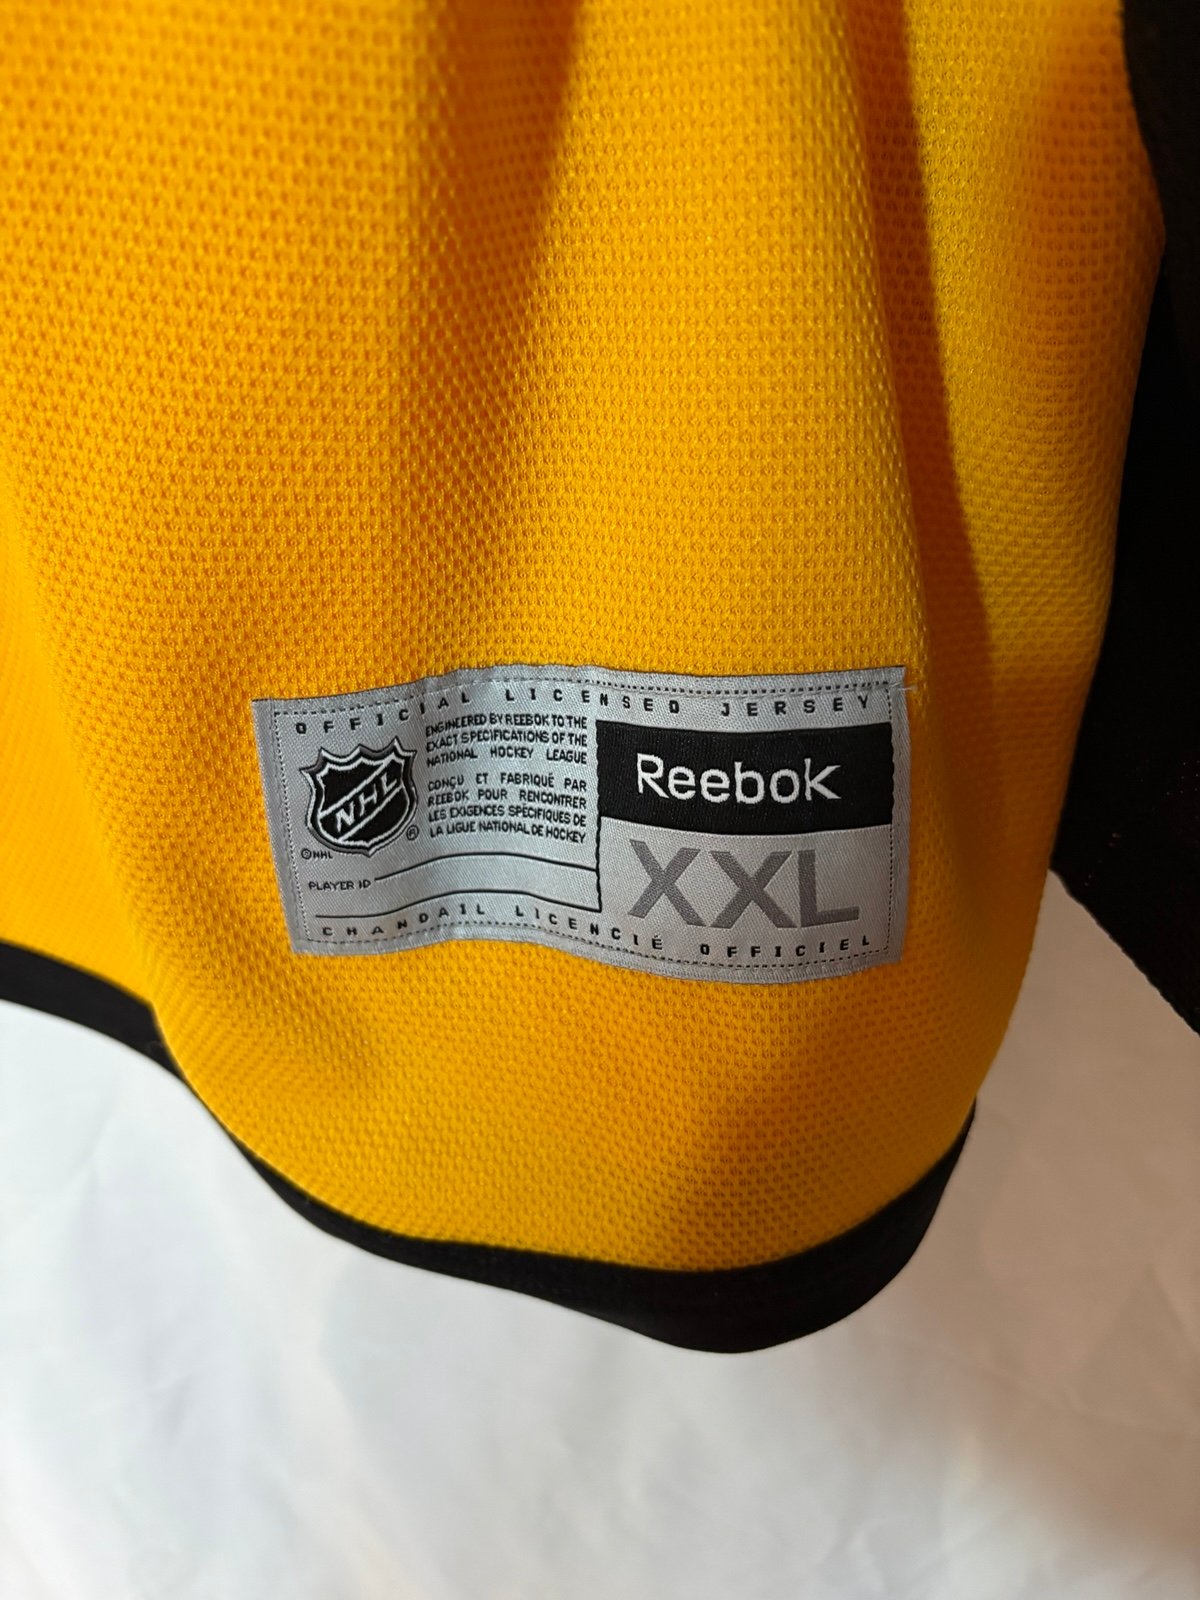 OFFICIAL LICENSED JERSEY
NHL
®
©NHL
ENGINEERED BY REEBOK TO THE
EXACT SPECIFICATIONS OF THE
NATIONAL HOCKEY LEAGUE
CONÇU ET FABRIQUÉ PAR
REEBOK POUR RENCONTRER
LES EXIGENCES SPÉCIFIQUES DE
LA LIGUE NATIONAL DE HOCKEY
Reebok
XXL
PLAYER ID
CHANDAIL LICENCIÉ OFFICIEL